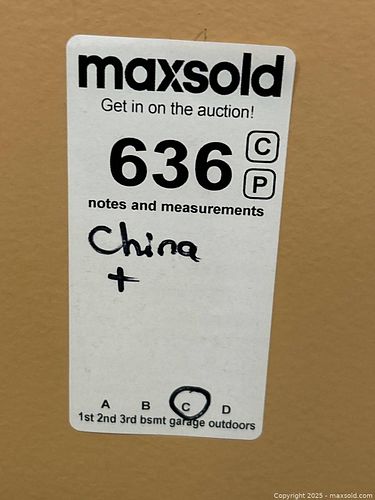 maxsold
Get in on the auction!
636 C
P
notes and measurements
China
+
A B C D
1st 2nd 3rd bsmt garage outdoors
Copyright © 2025 - maxsold.com